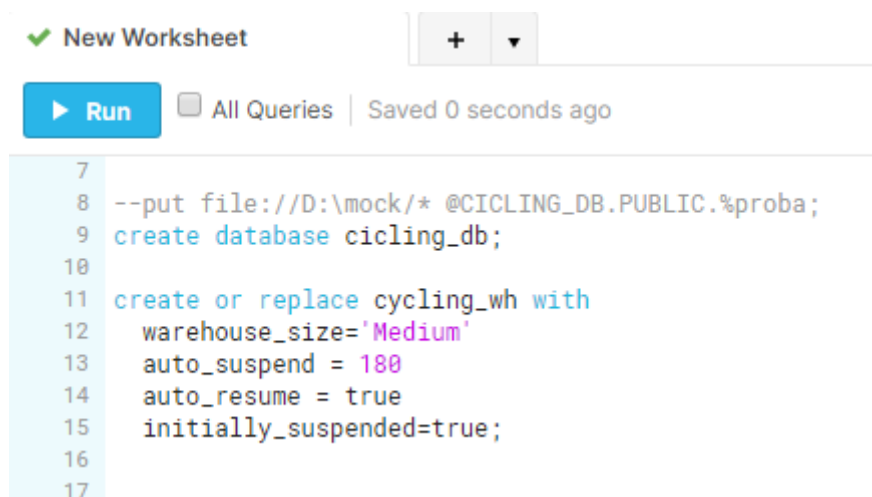 New Worksheet + ▼
Run All Queries | Saved 0 seconds ago
7
8 --put file://D:\mock/* @CICLING_DB.PUBLIC.%proba;
9 create database cicling_db;
10
11 create or replace cycling_wh with
12 warehouse_size='Medium'
13 auto_suspend = 180
14 auto_resume = true
15 initially_suspended=true;
16
17